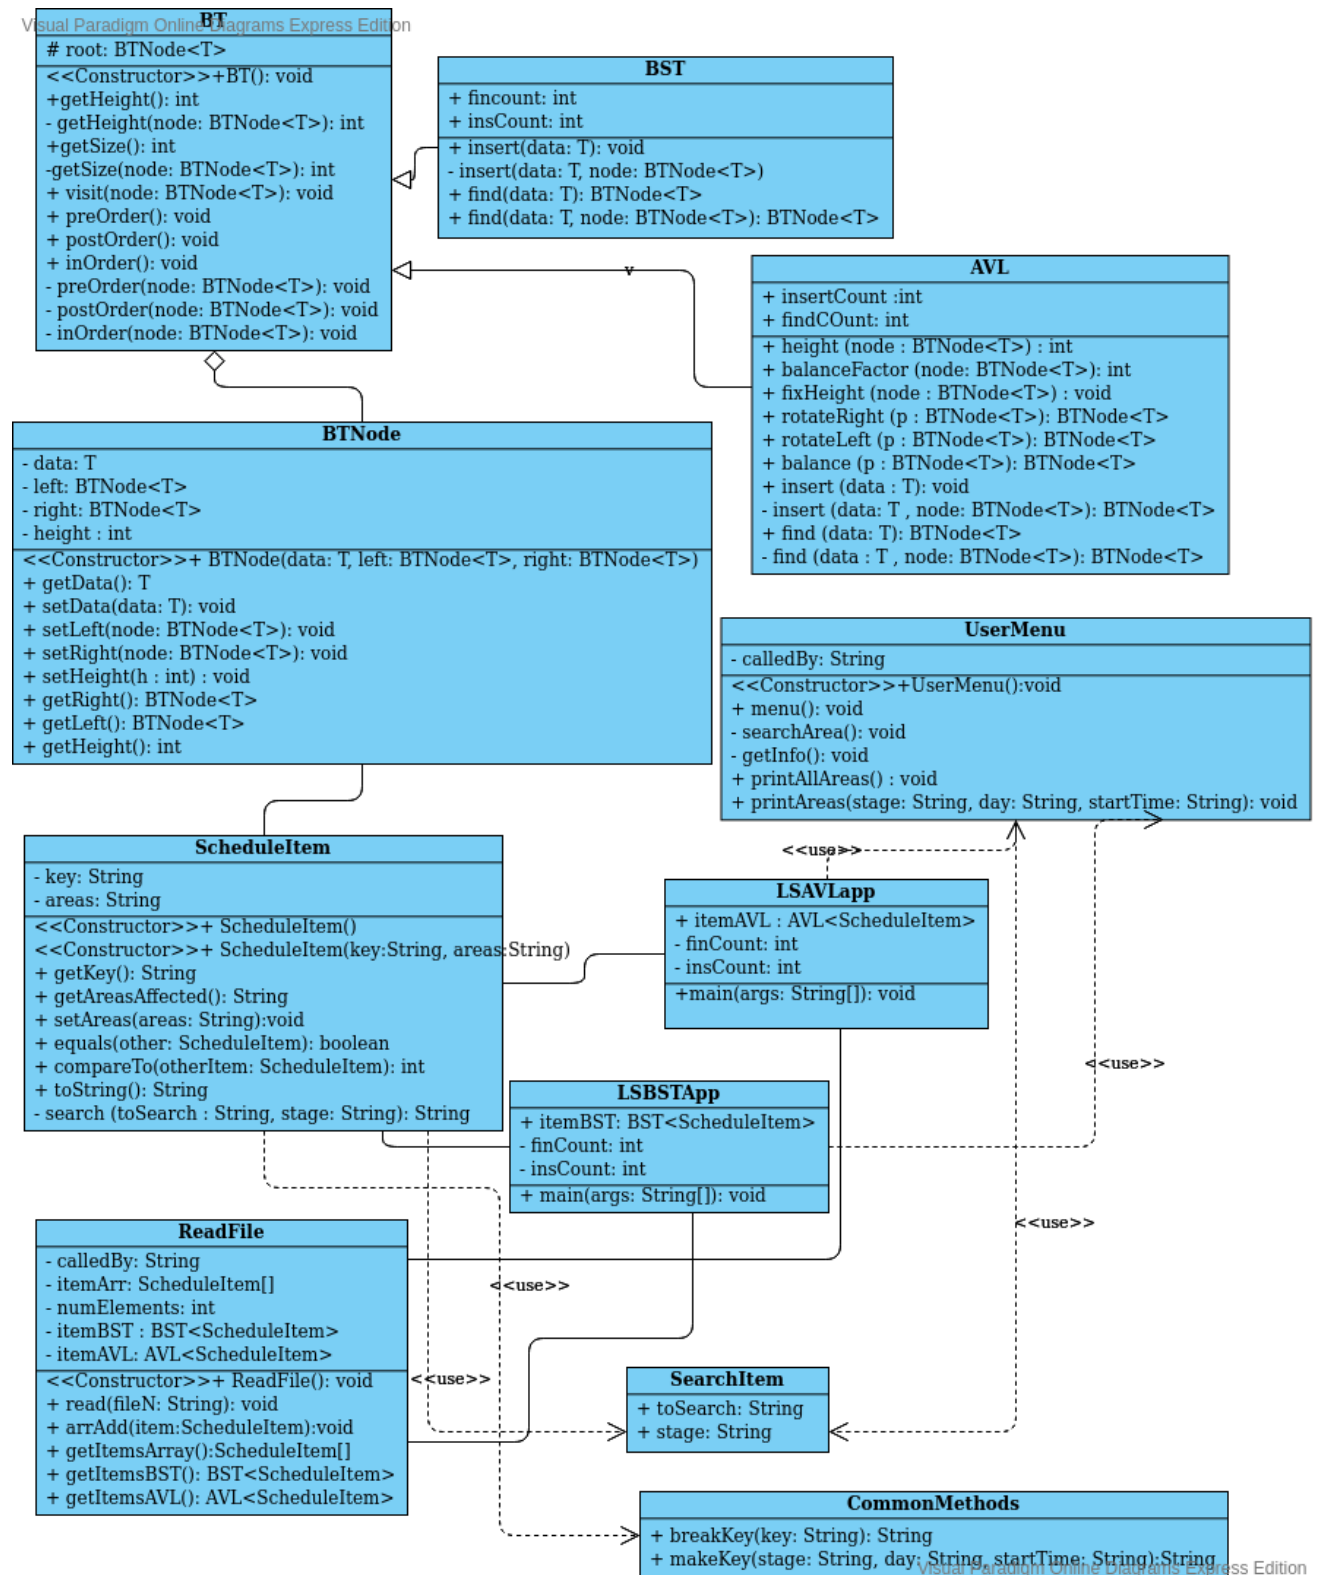 Visual Paradigm Online Diagrams Express Edition
BT
# root: BTNode<T>
<<Constructor>>+BT(): void
+getHeight(): int
- getHeight(node: BTNode<T>): int
+getSize(): int
-getSize(node: BTNode<T>): int
+ visit(node: BTNode<T>): void
+ preOrder(): void
+ postOrder(): void
+ inOrder(): void
- preOrder(node: BTNode<T>): void
- postOrder(node: BTNode<T>): void
- inOrder(node: BTNode<T>): void
BST
+ fincount: int
+ insCount: int
+ insert(data: T): void
- insert(data: T, node: BTNode<T>)
+ find(data: T): BTNode<T>
+ find(data: T, node: BTNode<T>): BTNode<T>
v
AVL
+ insertCount :int
+ findCOunt: int
+ height (node : BTNode<T>) : int
+ balanceFactor (node: BTNode<T>): int
+ fixHeight (node : BTNode<T>) : void
+ rotateRight (p : BTNode<T>): BTNode<T>
+ rotateLeft (p : BTNode<T>): BTNode<T>
+ balance (p : BTNode<T>): BTNode<T>
+ insert (data : T): void
- insert (data: T , node: BTNode<T>): BTNode<T>
+ find (data: T): BTNode<T>
- find (data : T , node: BTNode<T>): BTNode<T>
BTNode
- data: T
- left: BTNode<T>
- right: BTNode<T>
- height : int
<<Constructor>>+ BTNode(data: T, left: BTNode<T>, right: BTNode<T>)
+ getData(): T
+ setData(data: T): void
+ setLeft(node: BTNode<T>): void
+ setRight(node: BTNode<T>): void
+ setHeight(h : int) : void
+ getRight(): BTNode<T>
+ getLeft(): BTNode<T>
+ getHeight(): int
UserMenu
- calledBy: String
<<Constructor>>+UserMenu():void
+ menu(): void
- searchArea(): void
- getInfo(): void
+ printAllAreas() : void
+ printAreas(stage: String, day: String, startTime: String): void
<<use>>
ScheduleItem
- key: String
- areas: String
<<Constructor>>+ ScheduleItem()
<<Constructor>>+ ScheduleItem(key:String, areas:String)
+ getKey(): String
+ getAreasAffected(): String
+ setAreas(areas: String):void
+ equals(other: ScheduleItem): boolean
+ compareTo(otherItem: ScheduleItem): int
+ toString(): String
- search (toSearch : String, stage: String): String
LSAVLapp
+ itemAVL : AVL<ScheduleItem>
- finCount: int
- insCount: int
+main(args: String[]): void
<<use>>
LSBSTApp
+ itemBST: BST<ScheduleItem>
- finCount: int
- insCount: int
+ main(args: String[]): void
<<use>>
ReadFile
- calledBy: String
- itemArr: ScheduleItem[]
- numElements: int
- itemBST : BST<ScheduleItem>
- itemAVL: AVL<ScheduleItem>
<<Constructor>>+ ReadFile(): void
+ read(fileN: String): void
+ arrAdd(item:ScheduleItem):void
+ getItemsArray():ScheduleItem[]
+ getItemsBST(): BST<ScheduleItem>
+ getItemsAVL(): AVL<ScheduleItem>
<<use>>
<<use>>
SearchItem
+ toSearch: String
+ stage: String
CommonMethods
+ breakKey(key: String): String
+ makeKey(stage: String, day: String, startTime: String):String
Visual Paradigm Online Diagrams Express Edition